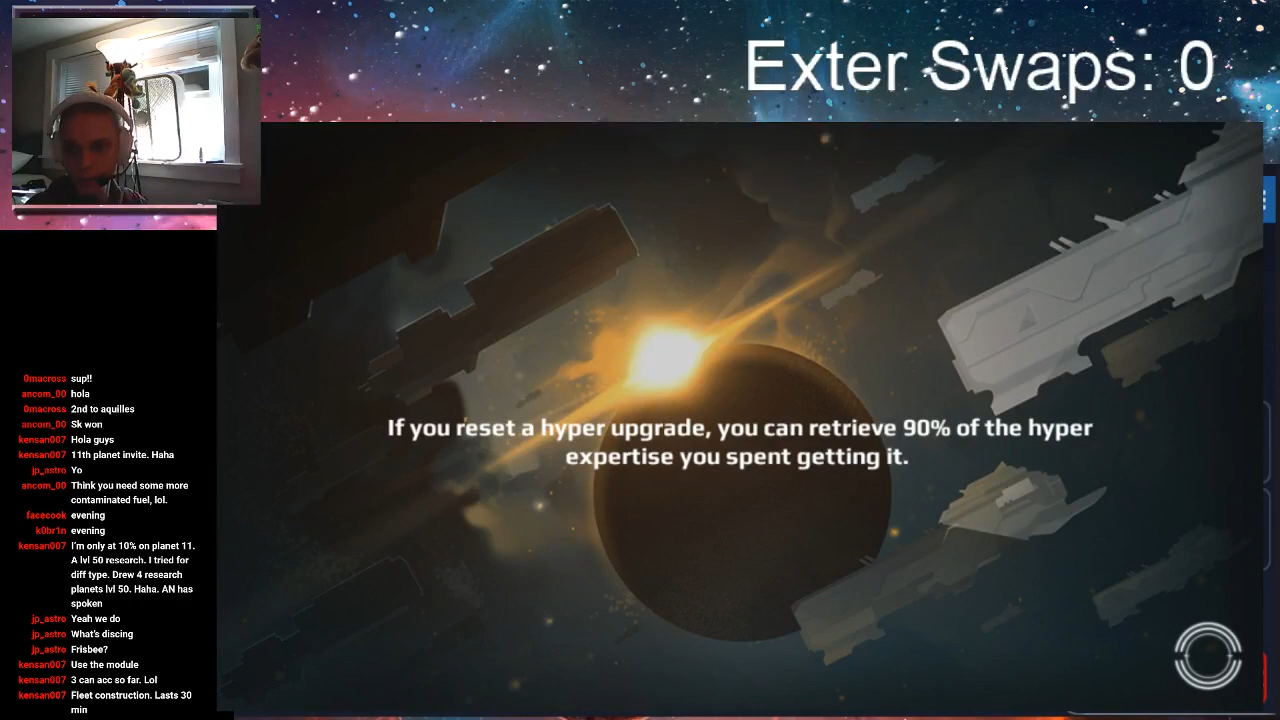 Exter Swaps: 0
If you reset a hyper upgrade, you can retrieve 90% of the hyper
expertise you spent getting it.
0macross sup!!
ancom_00 hola
0macross 2nd to aquilles
ancom_00 Sk won
kensan007 Hola guys
kensan007 11th planet invite. Haha
jp_astro Yo
ancom_00 Think you need some more
contaminated fuel, lol.
facecook evening
k0br1n evening
kensan007 I'm only at 10% on planet 11.
A lvl 50 research. I tried for
diff type. Drew 4 research
planets lvl 50. Haha. AN has
spoken
jp_astro Yeah we do
jp_astro What's discing
jp_astro Frisbee?
kensan007 Use the module
kensan007 3 can acc so far. Lol
kensan007 Fleet construction. Lasts 30
min